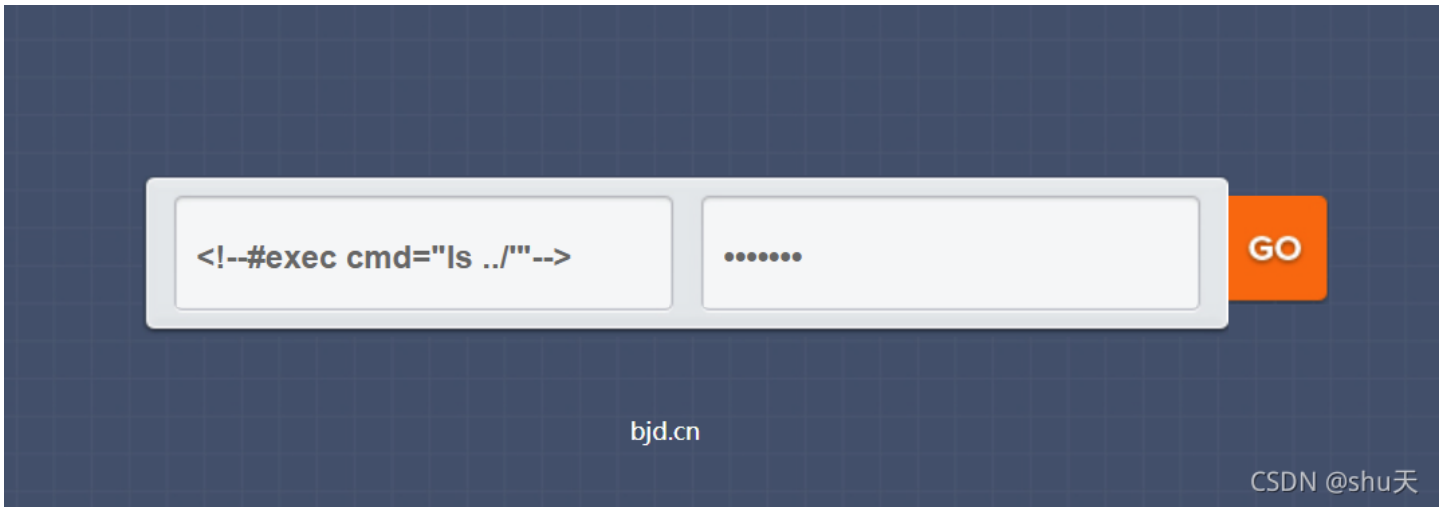 <!--#exec cmd="ls ../'"-->
•••••••
GO
bjd.cn
CSDN @shu天